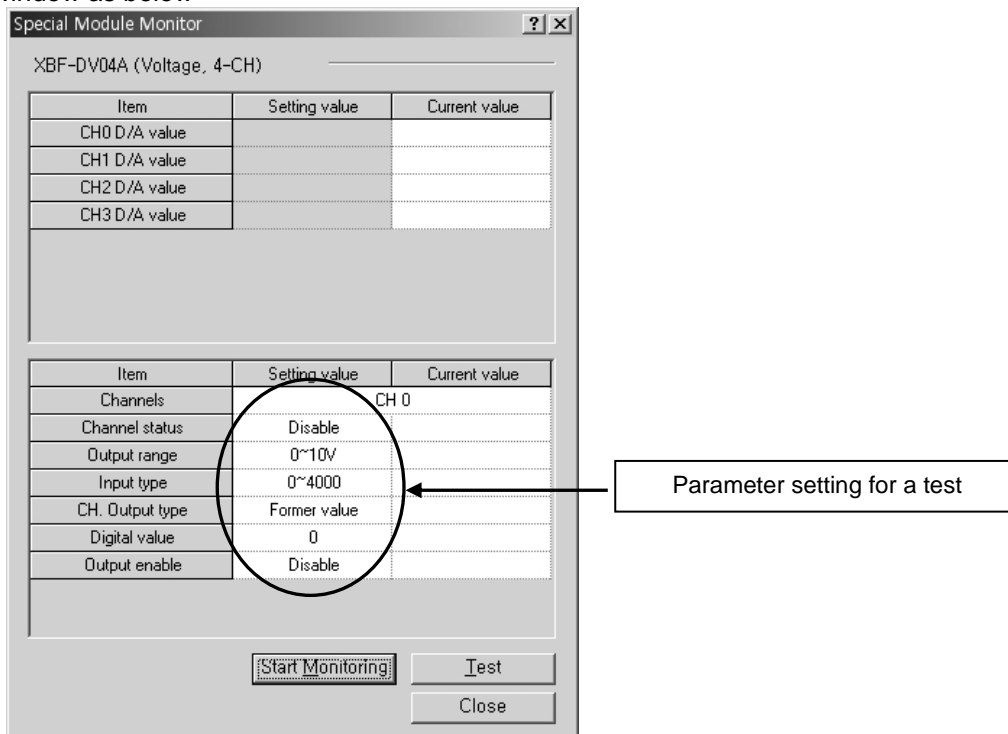 window as below
Special Module Monitor ? ×
XBF-DV04A (Voltage, 4-CH)
Item Setting value Current value
CH0 D/A value
CH1 D/A value
CH2 D/A value
CH3 D/A value
Item Setting value Current value
Channels CH 0
Channel status Disable
Output range 0~10V
Input type 0~4000
CH. Output type Former value
Digital value 0
Output enable Disable
Parameter setting for a test
Start Monitoring Test
Close